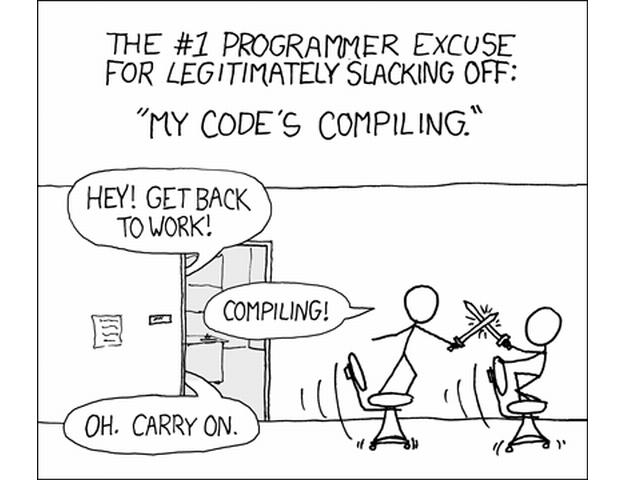 THE #1 PROGRAMMER EXCUSE
FOR LEGITIMATELY SLACKING OFF:
"MY CODE'S COMPILING."
HEY! GET BACK
TO WORK!
COMPILING!
OH. CARRY ON.